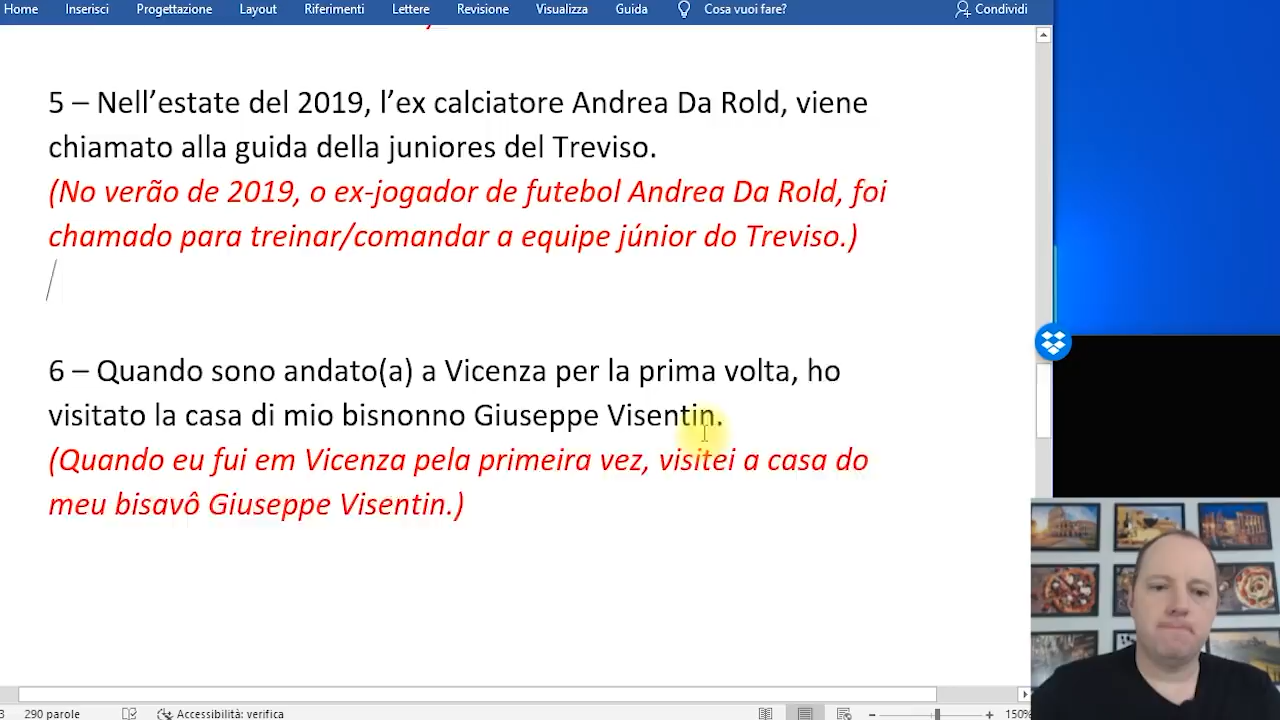 Home Inserisci Progettazione Layout Riferimenti Lettere Revisione Visualizza Guida Cosa vuoi fare? Condividi
5 – Nell’estate del 2019, l’ex calciatore Andrea Da Rold, viene
chiamato alla guida della juniores del Treviso.
(No verão de 2019, o ex-jogador de futebol Andrea Da Rold, foi
chamado para treinar/comandar a equipe júnior do Treviso.)
6 – Quando sono andato(a) a Vicenza per la prima volta, ho
visitato la casa di mio bisnonno Giuseppe Visentin.
(Quando eu fui em Vicenza pela primeira vez, visitei a casa do
meu bisavô Giuseppe Visentin.)
3 290 parole Accessibilità: verifica 150%